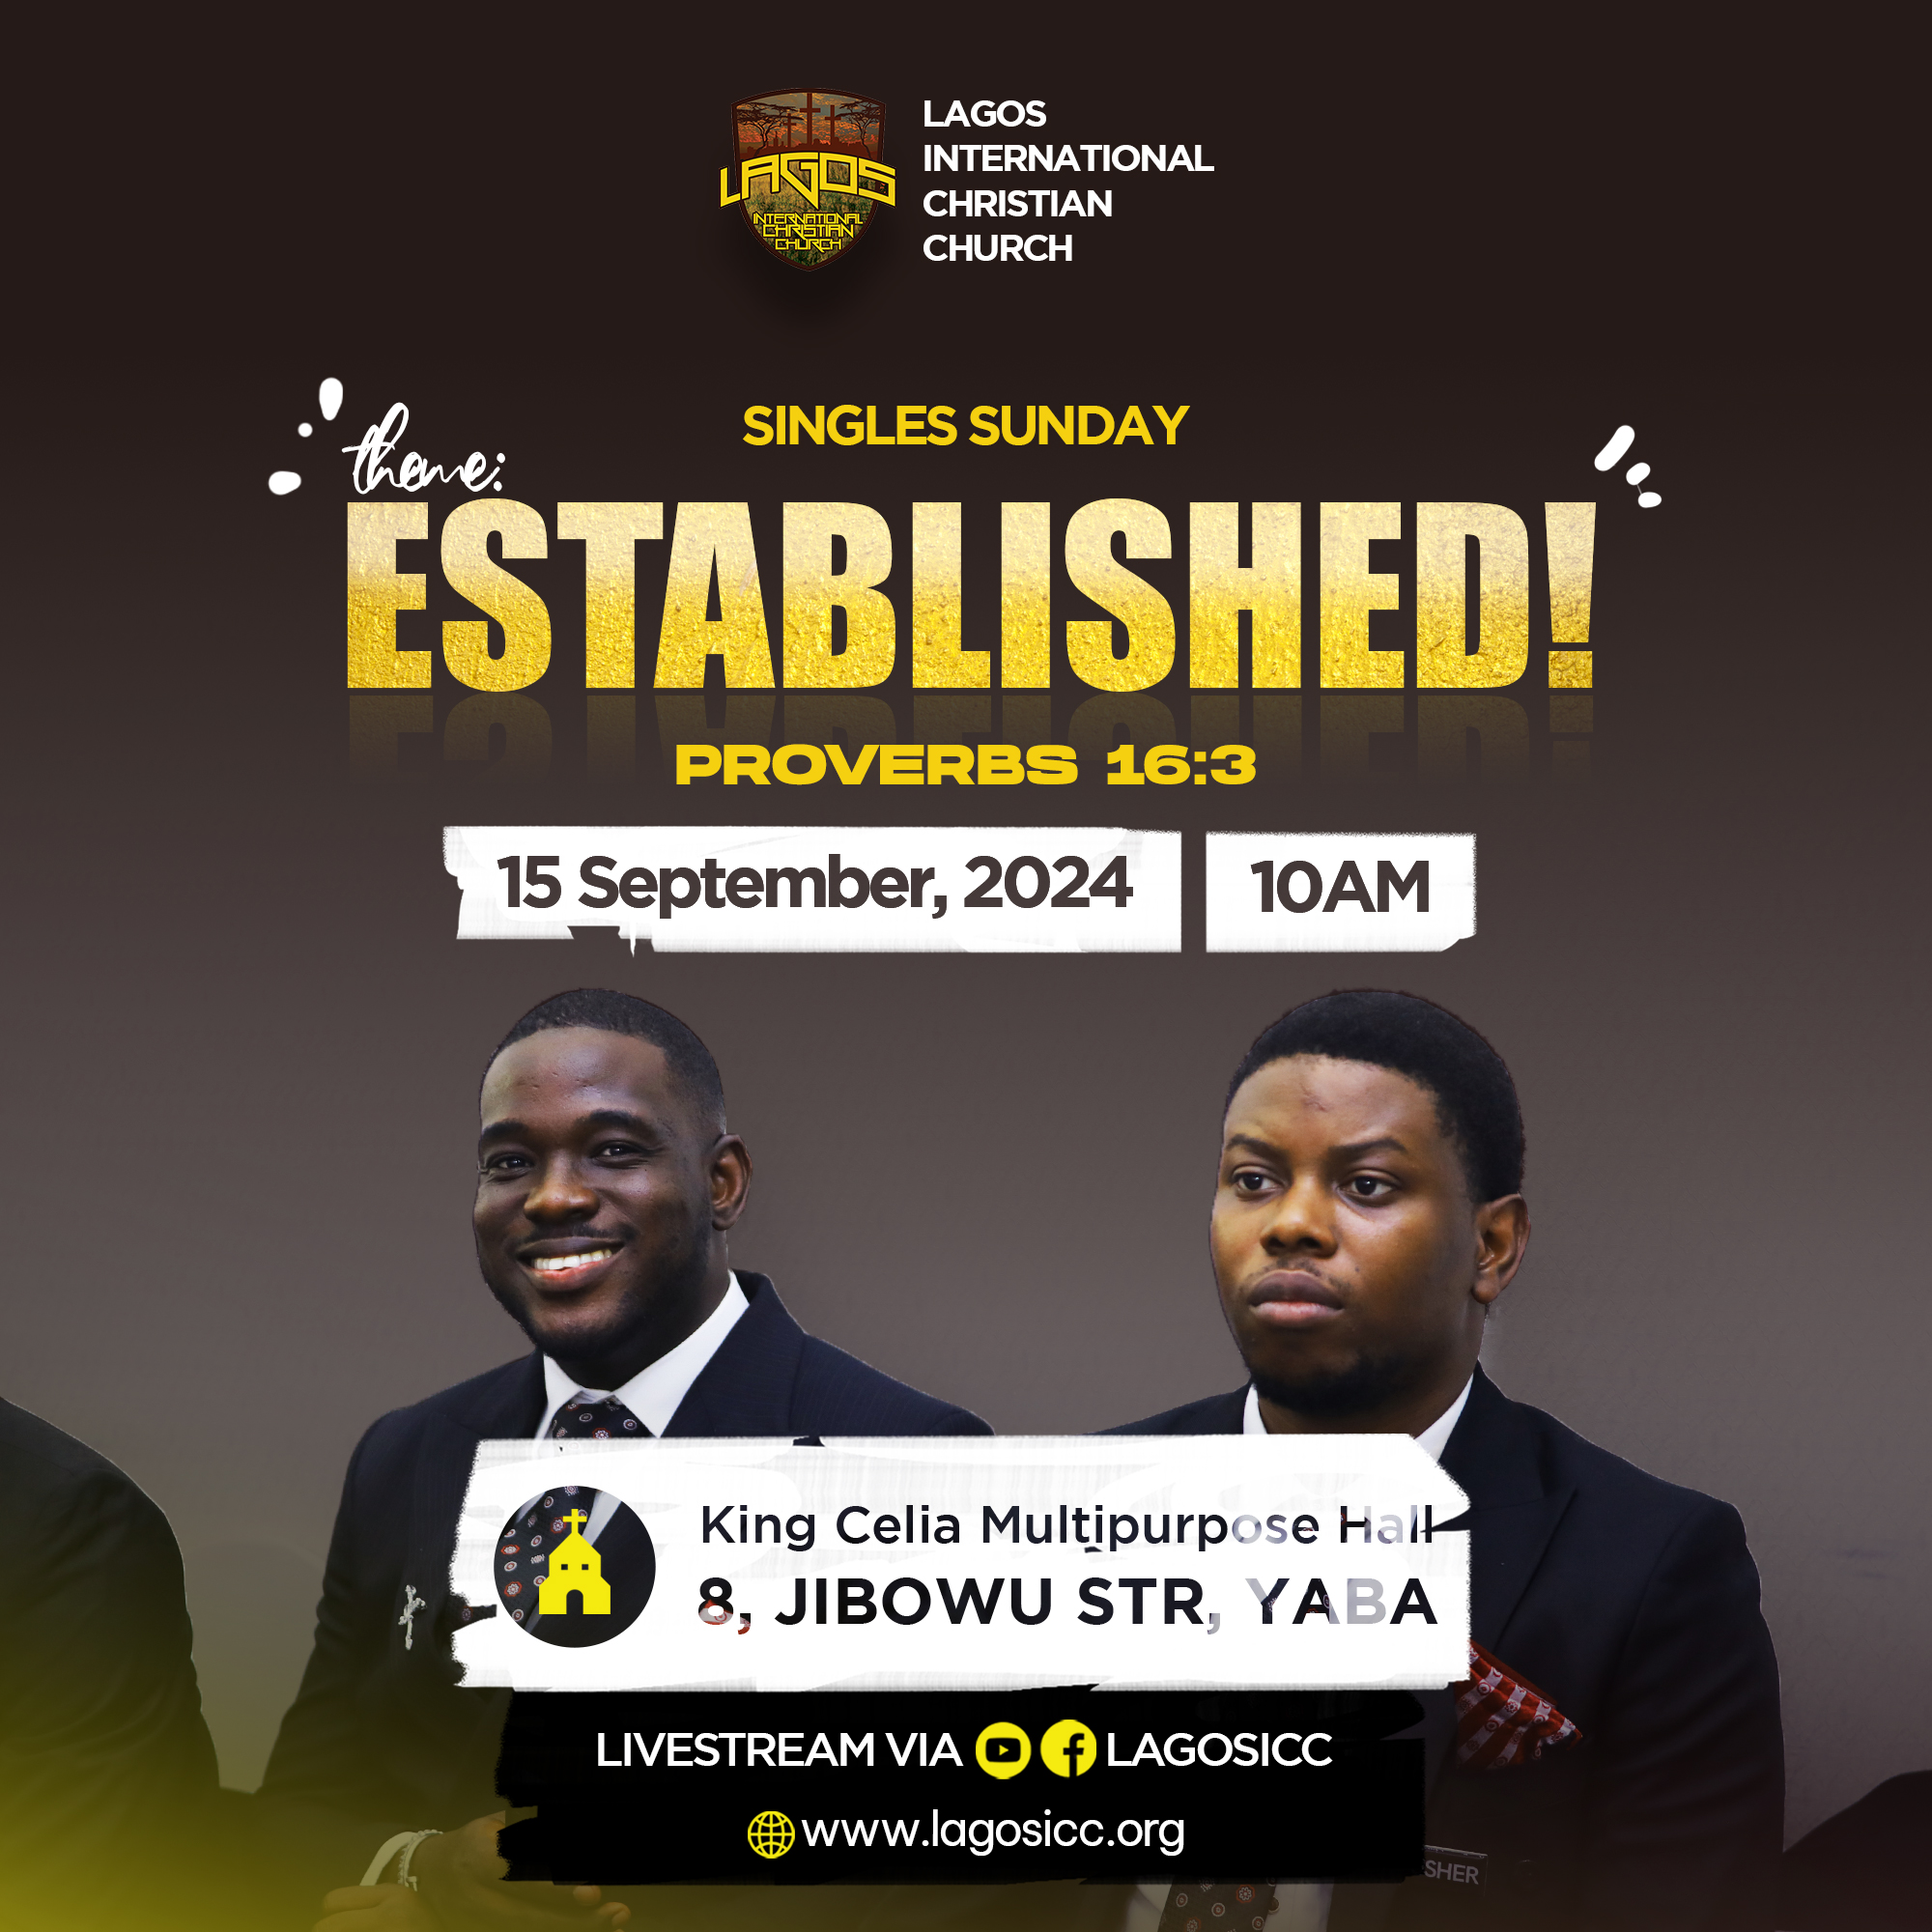 LAGOS
INTERNATIONAL
CHRISTIAN
CHURCH
LAGOS
INTERNATIONAL
CHRISTIAN
CHURCH
SINGLES SUNDAY
theme:
ESTABLISHED!
PROVERBS 16:3
15 September, 2024
10AM
King Celia Multipurpose Hall
8, JIBOWU STR, YABA
LIVESTREAM VIA LAGOSICC
www.lagosicc.org
SHER